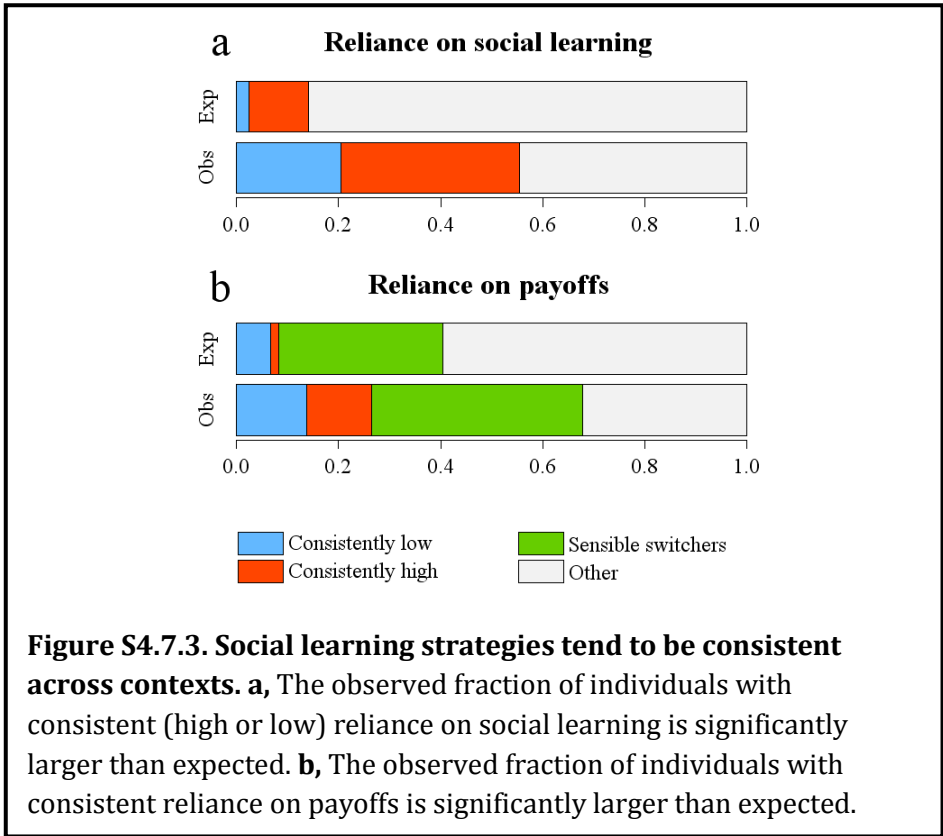 a Reliance on social learning
Exp
Obs
0.0 0.2 0.4 0.6 0.8 1.0
b Reliance on payoffs
Exp
Obs
0.0 0.2 0.4 0.6 0.8 1.0
Consistently low Sensible switchers
Consistently high Other
Figure S4.7.3. Social learning strategies tend to be consistent
across contexts. a, The observed fraction of individuals with
consistent (high or low) reliance on social learning is significantly
larger than expected. b, The observed fraction of individuals with
consistent reliance on payoffs is significantly larger than expected.